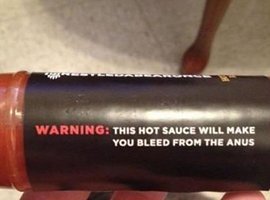 WARNING: THIS HOT SAUCE WILL MAKE
YOU BLEED FROM THE ANUS